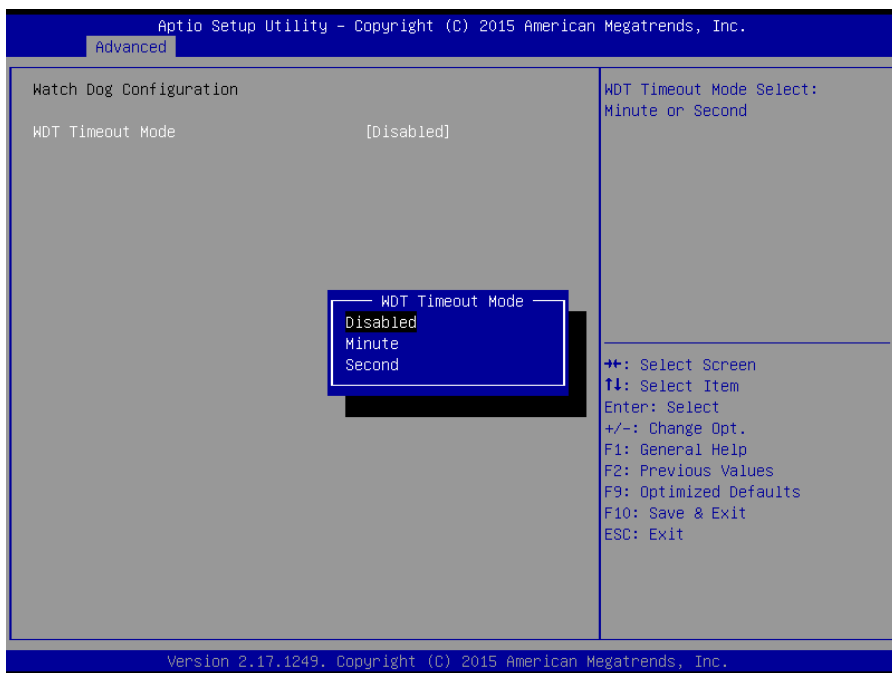 Aptio Setup Utility – Copyright (C) 2015 American Megatrends, Inc.
Advanced
Watch Dog Configuration
WDT Timeout Mode [Disabled]
WDT Timeout Mode Select:
Minute or Second
WDT Timeout Mode
Disabled
Minute
Second
→←: Select Screen
↑↓: Select Item
Enter: Select
+/-: Change Opt.
F1: General Help
F2: Previous Values
F9: Optimized Defaults
F10: Save & Exit
ESC: Exit
Version 2.17.1249. Copyright (C) 2015 American Megatrends, Inc.